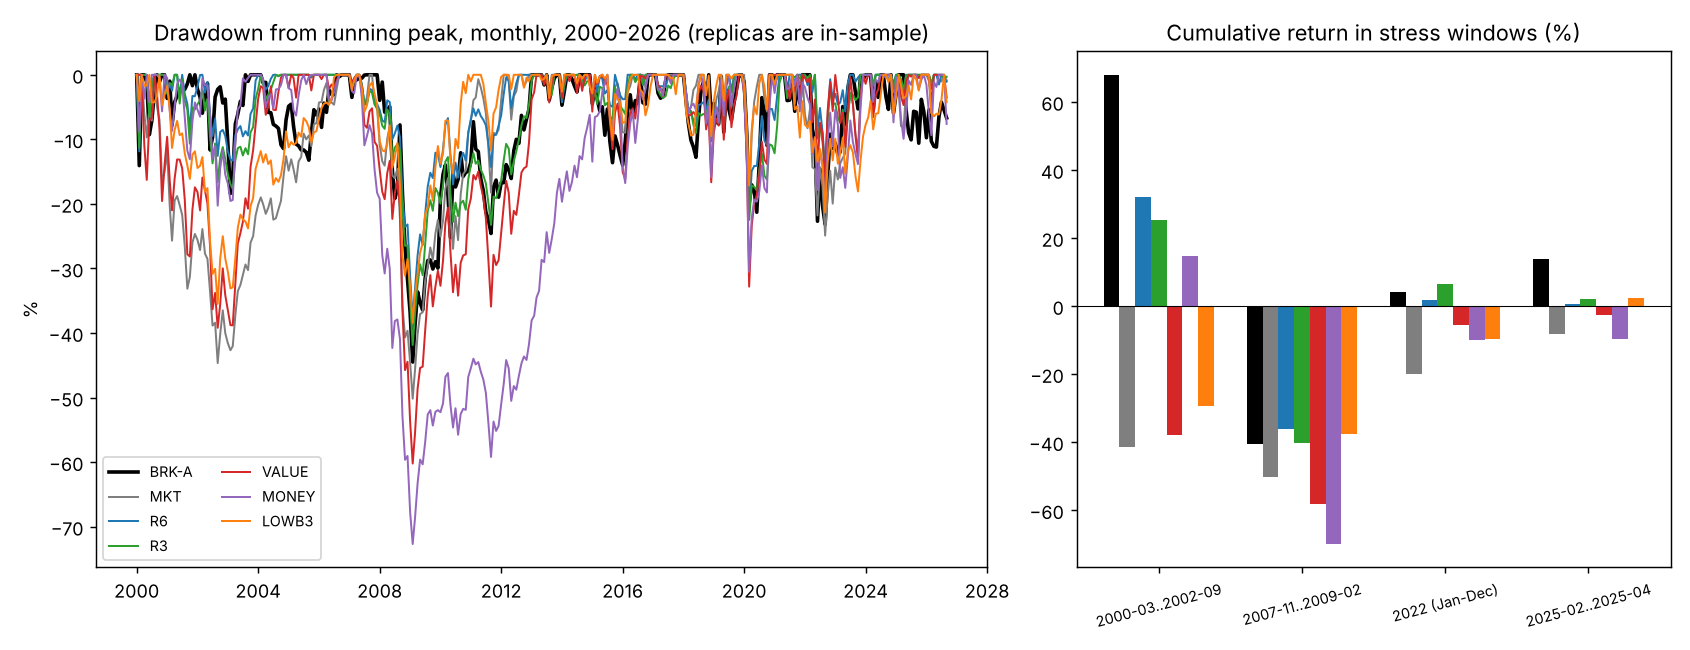 Drawdown from running peak, monthly, 2000-2026 (replicas are in-sample)
%
0
−10
−20
−30
−40
−50
−60
−70
BRK-A
MKT
R6
R3
VALUE
MONEY
LOWB3
2000
2004
2008
2012
2016
2020
2024
2028
Cumulative return in stress windows (%)
60
40
20
0
−20
−40
−60
2000-03..2002-09
2007-11..2009-02
2022 (Jan-Dec)
2025-02..2025-04